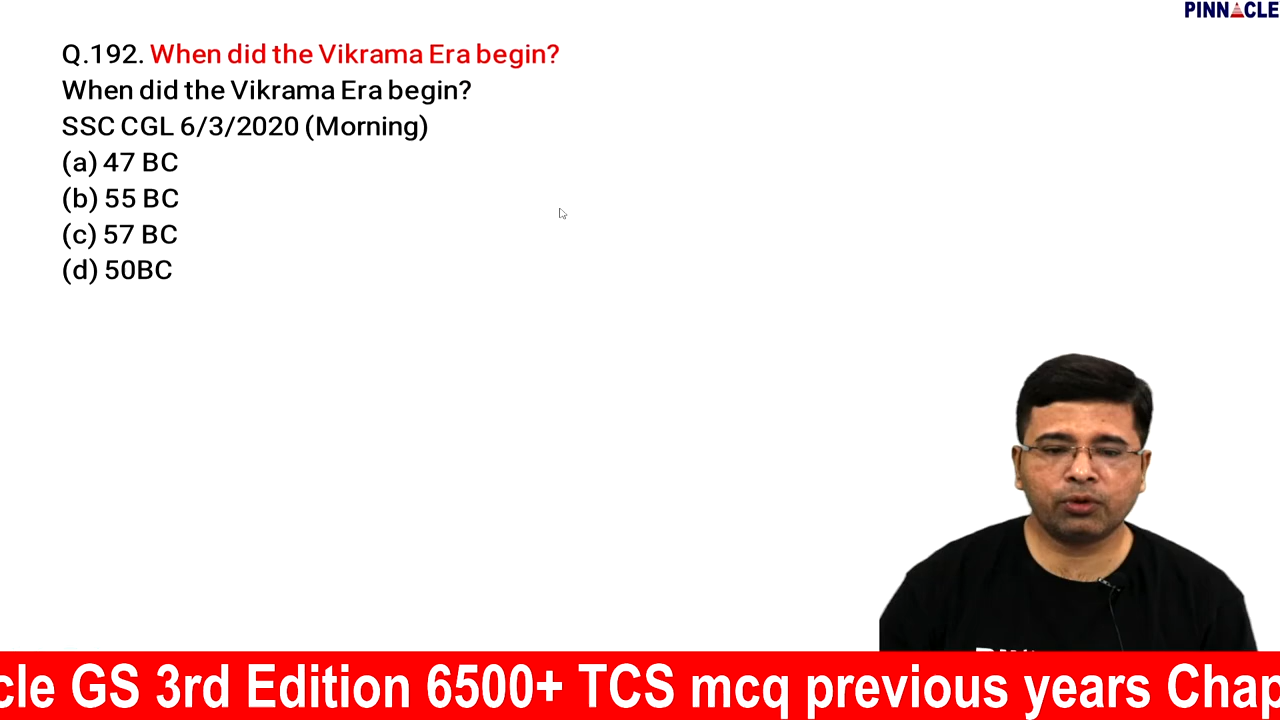 PINNACLE
Q.192. When did the Vikrama Era begin?
When did the Vikrama Era begin?
SSC CGL 6/3/2020 (Morning)
(a) 47 BC
(b) 55 BC
(c) 57 BC
(d) 50BC
cle GS 3rd Edition 6500+ TCS mcq previous years Chap